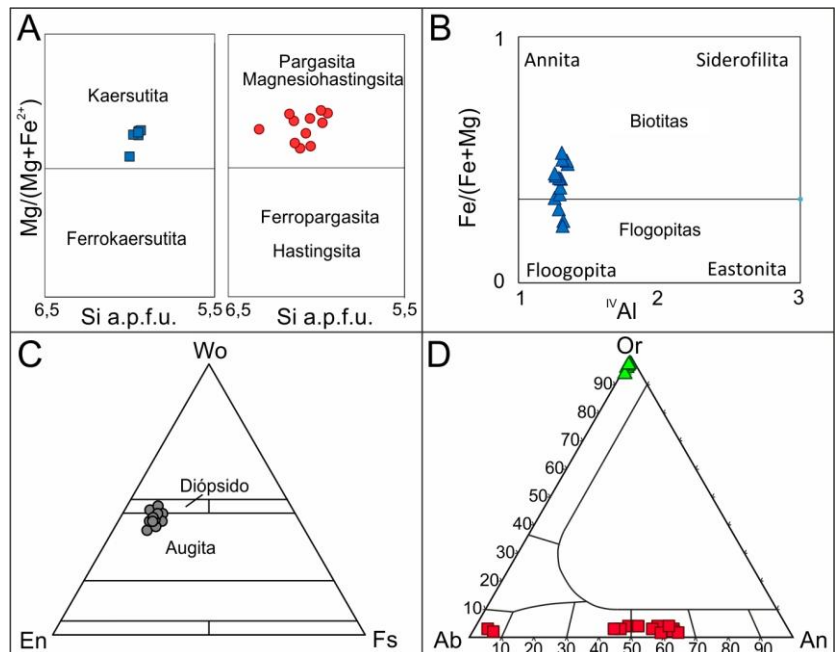 A
Mg/(Mg+Fe²⁺)
Kaersutita
Ferrokaersutita
6,5
5,5
Si a.p.f.u.
Pargasita
Magnesiohastingsita
Ferropargasita
Hastingsita
6,5
5,5
Si a.p.f.u.
B
Fe/(Fe+Mg)
1
0
Annita
Siderofilita
Biotitas
Flogopitas
Floogopita
Eastonita
1
2
3
ᴵⱽAl
C
Wo
Diópsido
Augita
En
Fs
D
Or
90
80
70
60
50
40
30
20
10
Ab
10
20
30
40
50
60
70
80
90
An